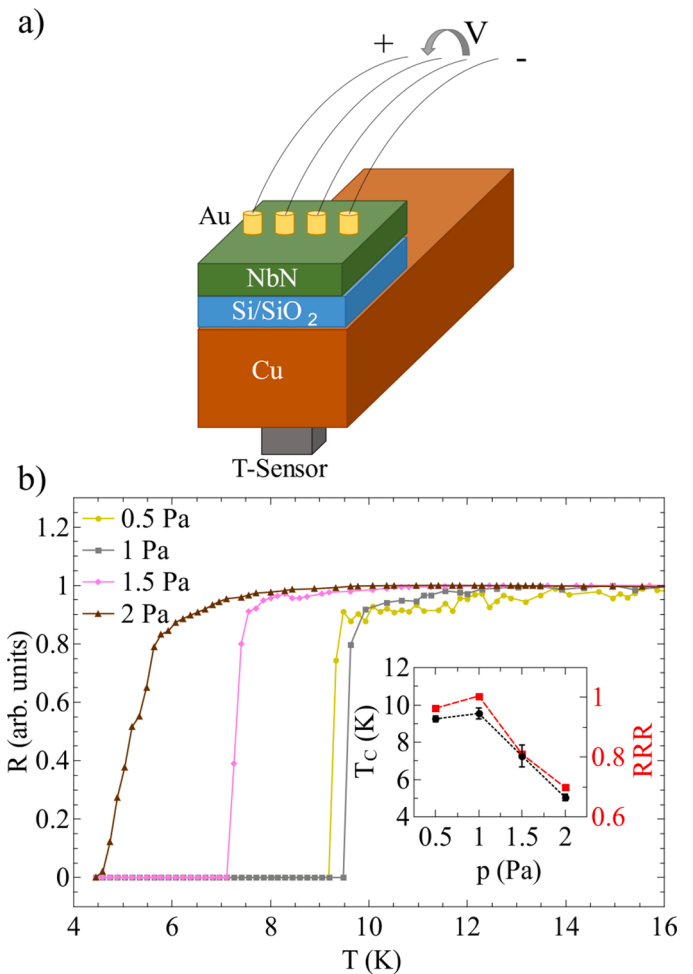 a)
+ V -
Au
NbN
Si/SiO₂
Cu
T-Sensor
b)
1.2
1
0.8
0.6
0.4
0.2
0
R (arb. units)
0.5 Pa
1 Pa
1.5 Pa
2 Pa
12
10
8
6
4
T_C (K)
1
0.8
0.6
RRR
0.5 1 1.5 2
p (Pa)
4 6 8 10 12 14 16
T (K)